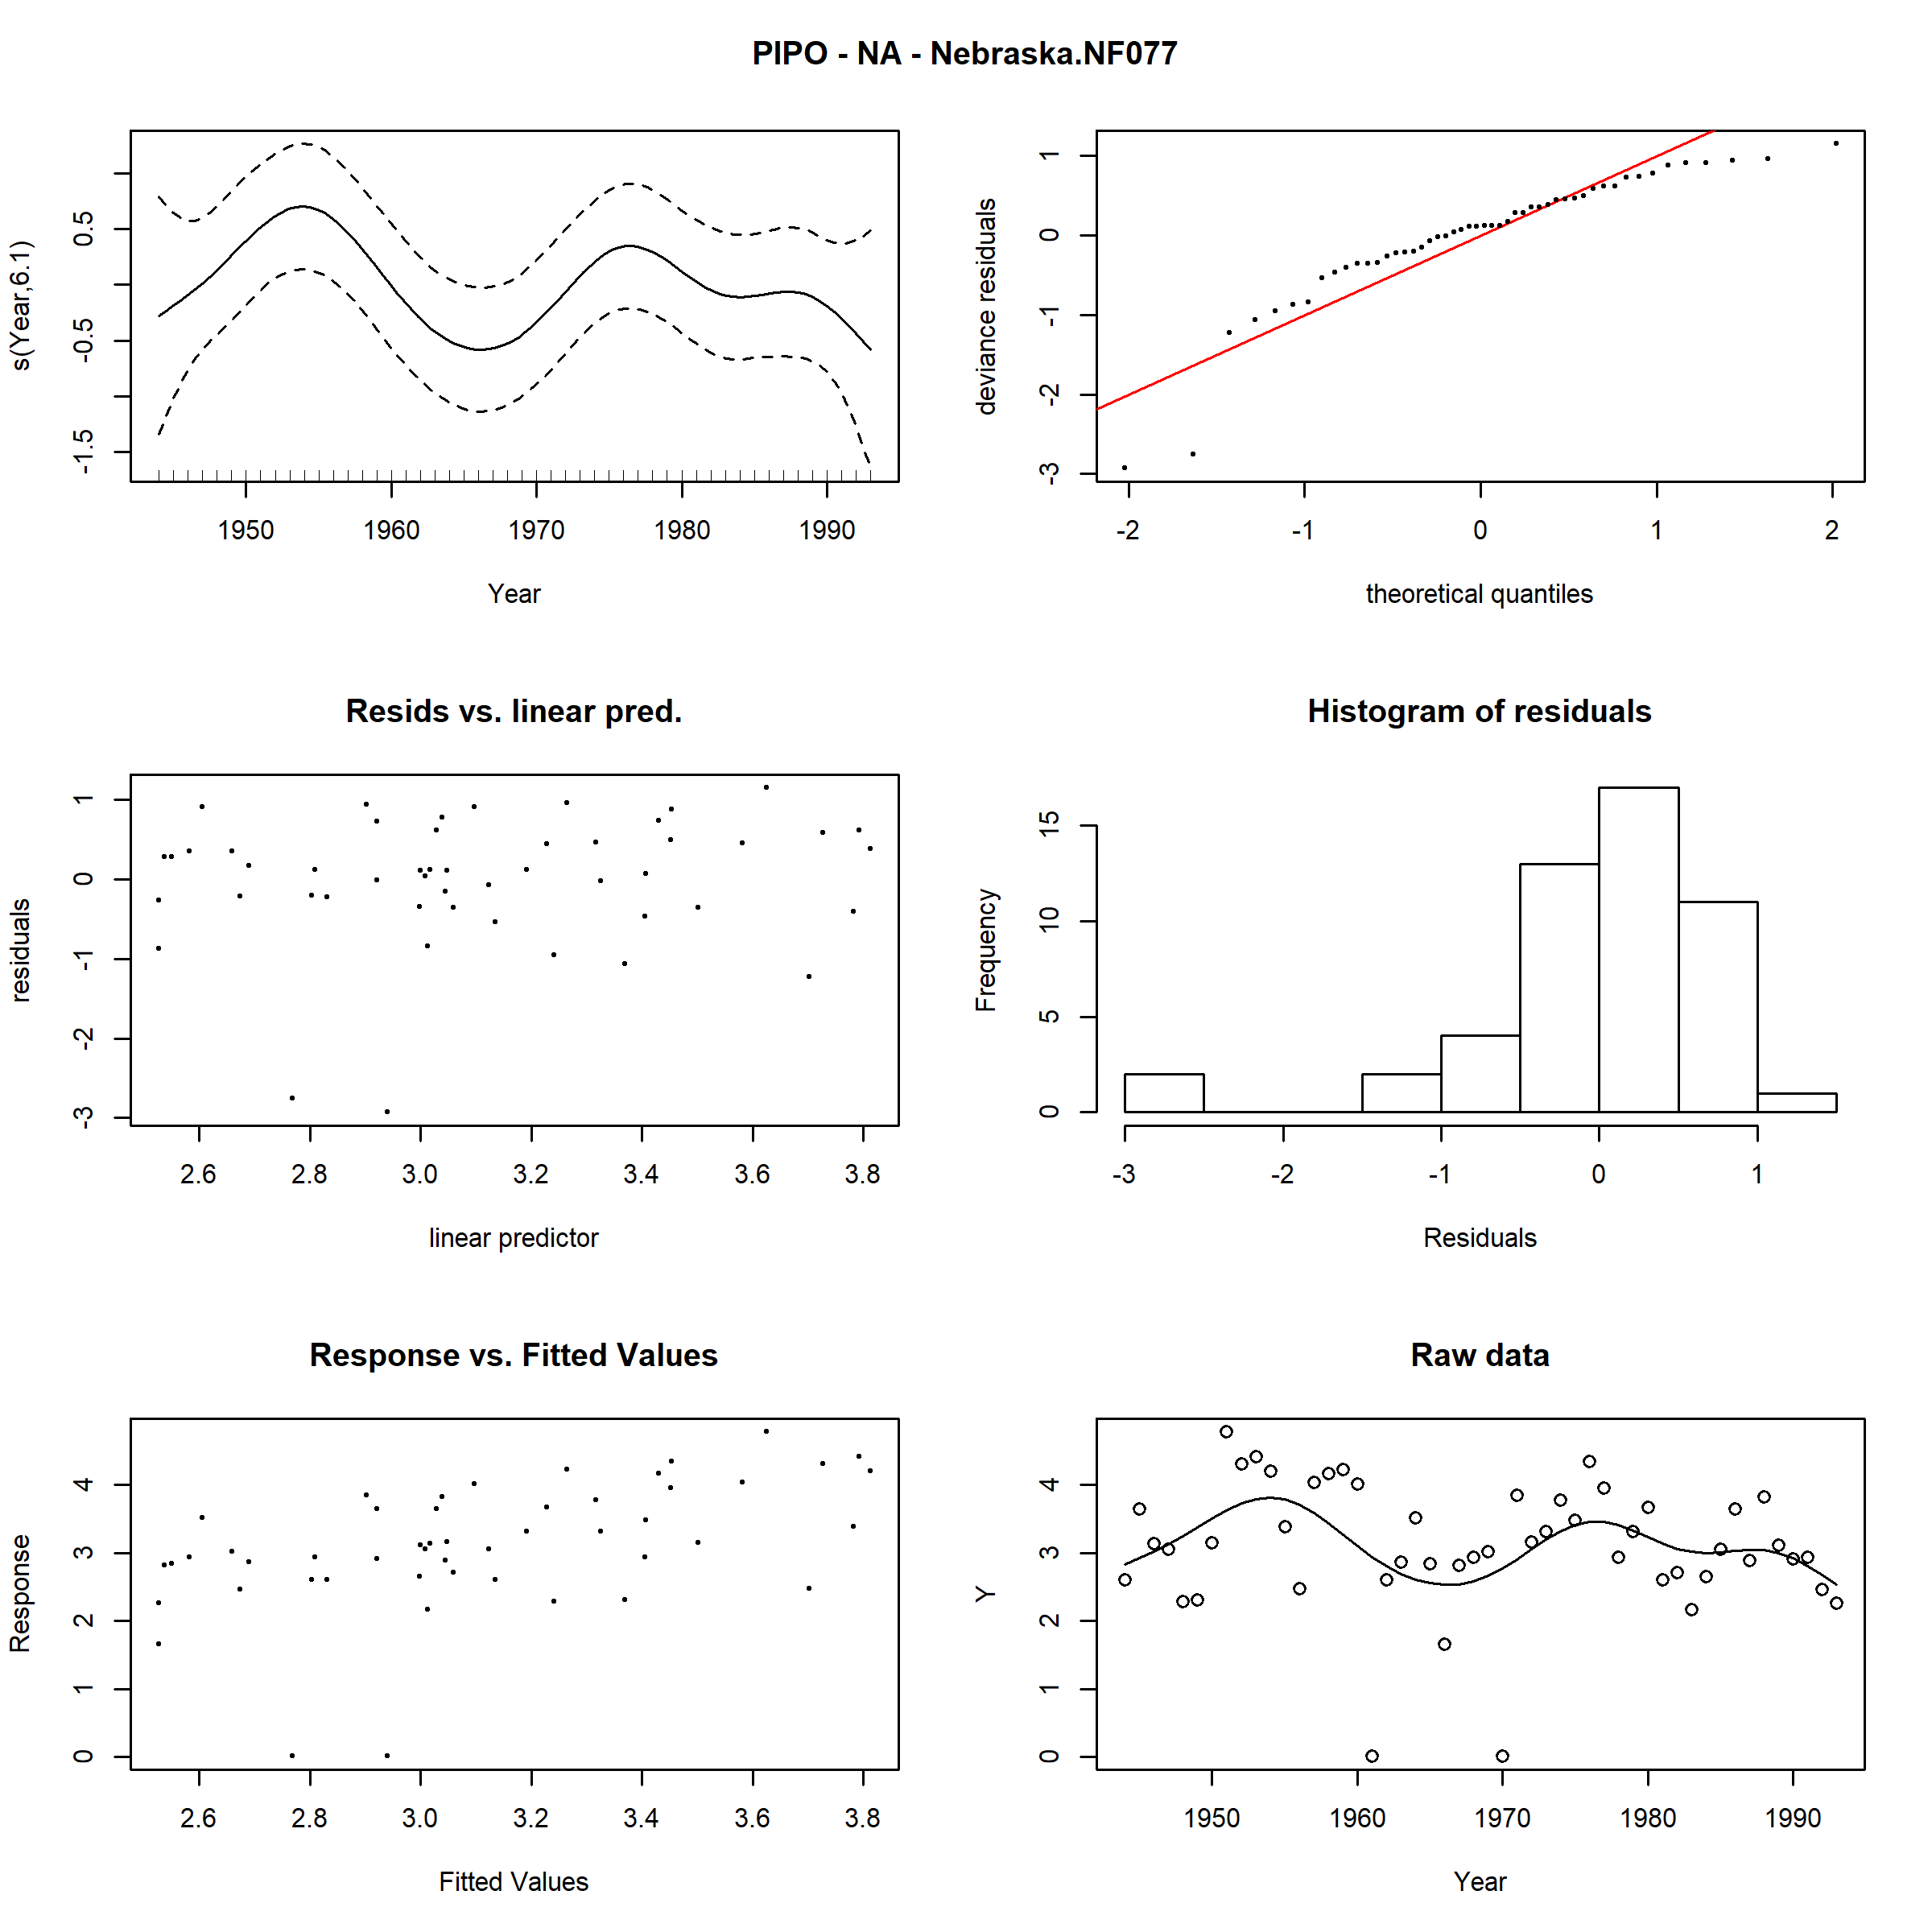 PIPO - NA - Nebraska.NF077
s(Year,6.1)
0.5
-0.5
-1.5
1950 1960 1970 1980 1990
Year
deviance residuals
1
0
-1
-2
-3
-2 -1 0 1 2
theoretical quantiles
Resids vs. linear pred.
residuals
1
0
-1
-2
-3
2.6 2.8 3.0 3.2 3.4 3.6 3.8
linear predictor
Histogram of residuals
Frequency
15
10
5
0
-3 -2 -1 0 1
Residuals
Response vs. Fitted Values
Response
4
3
2
1
0
2.6 2.8 3.0 3.2 3.4 3.6 3.8
Fitted Values
Raw data
Y
4
3
2
1
0
1950 1960 1970 1980 1990
Year